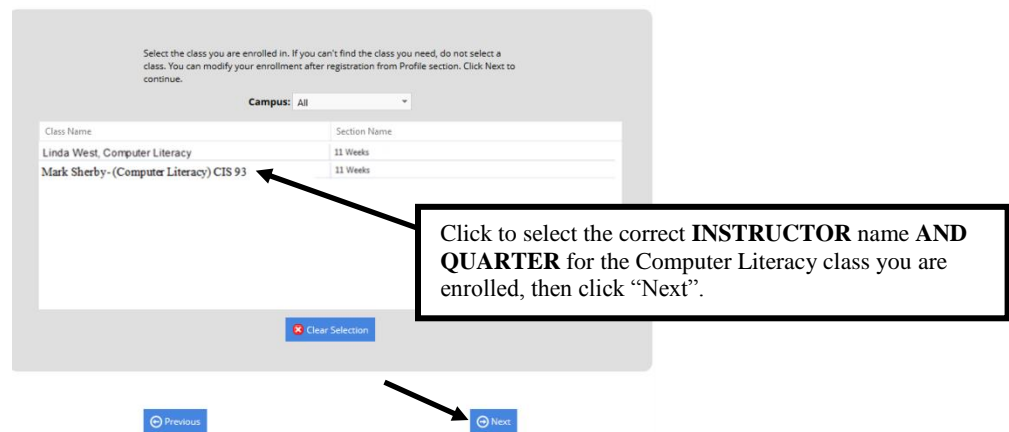 Select the class you are enrolled in. If you can't find the class you need, do not select a
class. You can modify your enrollment after registration from Profile section. Click Next to
continue.
Campus: All
Class Name Section Name
Linda West, Computer Literacy 11 Weeks
Mark Sherby-(Computer Literacy) CIS 93 11 Weeks
Click to select the correct INSTRUCTOR name AND
QUARTER for the Computer Literacy class you are
enrolled, then click “Next”.
Clear Selection
Previous Next